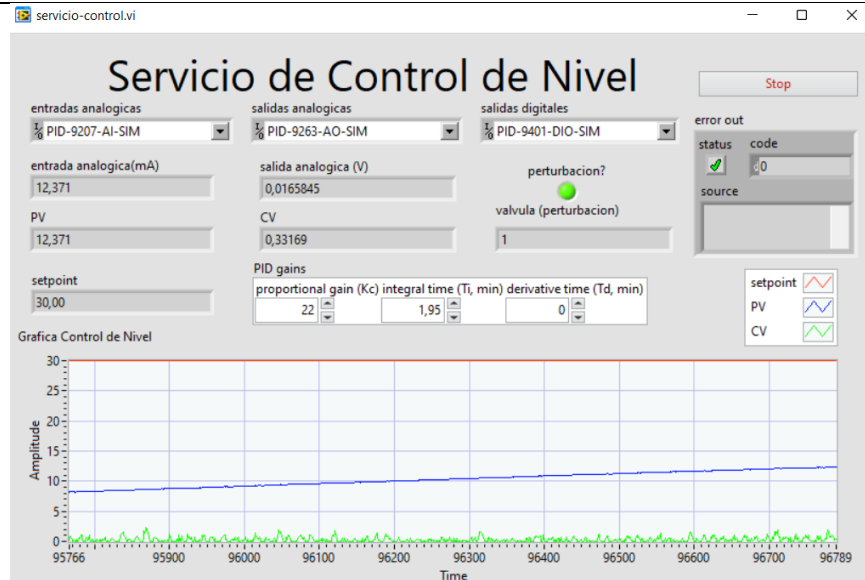 servicio-control.vi
Servicio de Control de Nivel
Stop
entradas analogicas
salidas analogicas
salidas digitales
PID-9207-AI-SIM
PID-9263-AO-SIM
PID-9401-DIO-SIM
error out
status code
0
source
entrada analogica(mA)
12,371
salida analogica (V)
0,0165845
perturbacion?
PV
12,371
CV
0,33169
valvula (perturbacion)
1
setpoint
30,00
PID gains
proportional gain (Kc) integral time (Ti, min) derivative time (Td, min)
22 1,95 0
setpoint
PV
CV
Grafica Control de Nivel
Amplitude
30
25
20
15
10
5
0
95766 95900 96000 96100 96200 96300 96400 96500 96600 96700 96789
Time